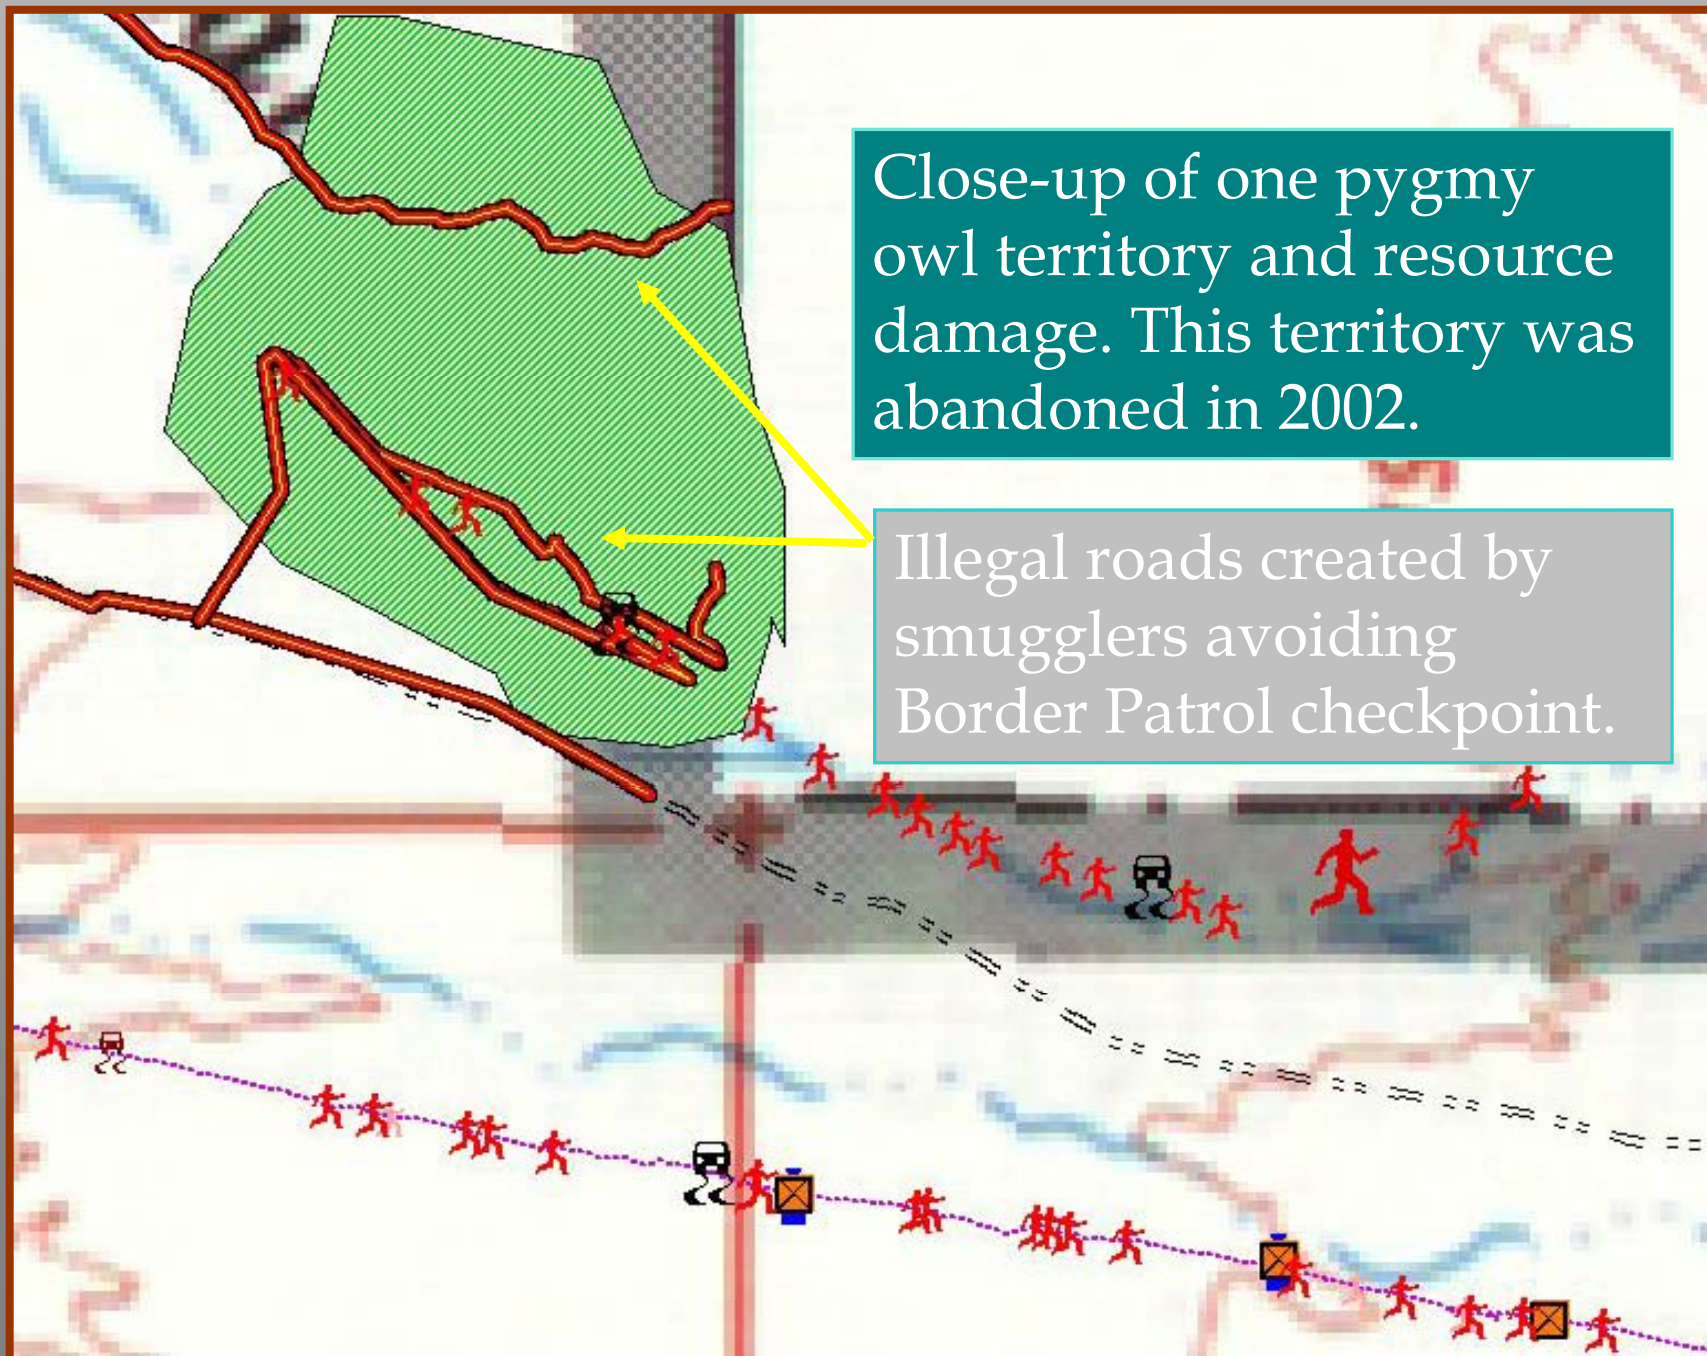 Close-up of one pygmy
owl territory and resource
damage. This territory was
abandoned in 2002.
Illegal roads created by
smugglers avoiding
Border Patrol checkpoint.